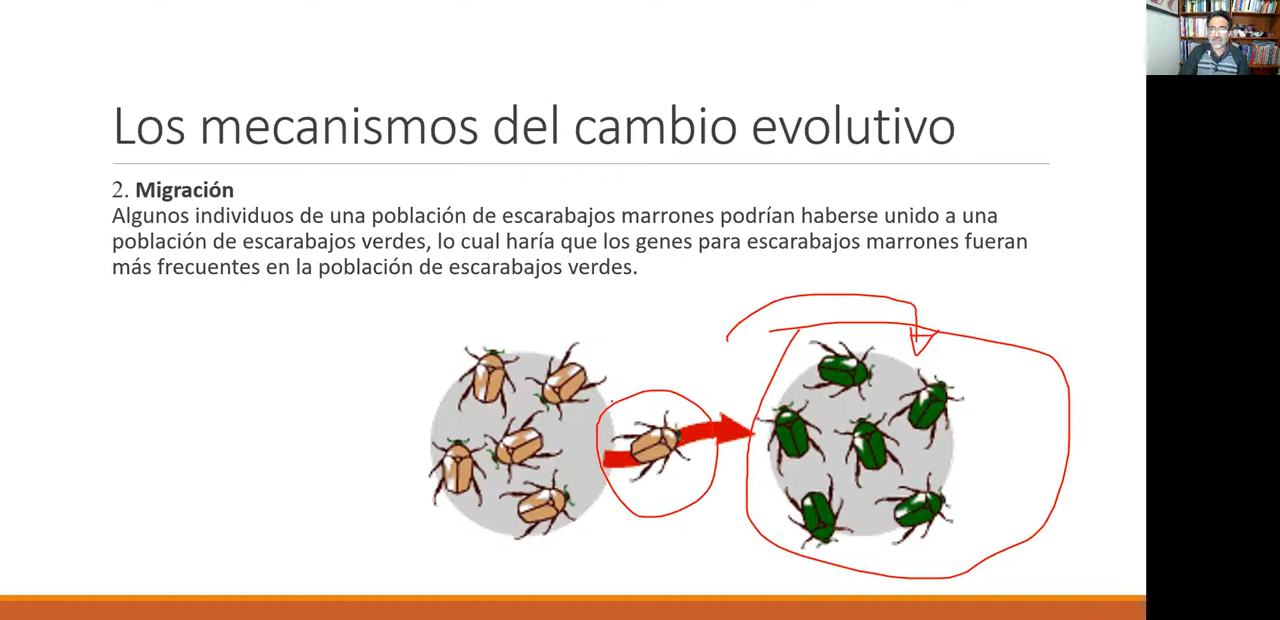 Los mecanismos del cambio evolutivo
2. Migración
Algunos individuos de una población de escarabajos marrones podrían haberse unido a una
población de escarabajos verdes, lo cual haría que los genes para escarabajos marrones fueran
más frecuentes en la población de escarabajos verdes.